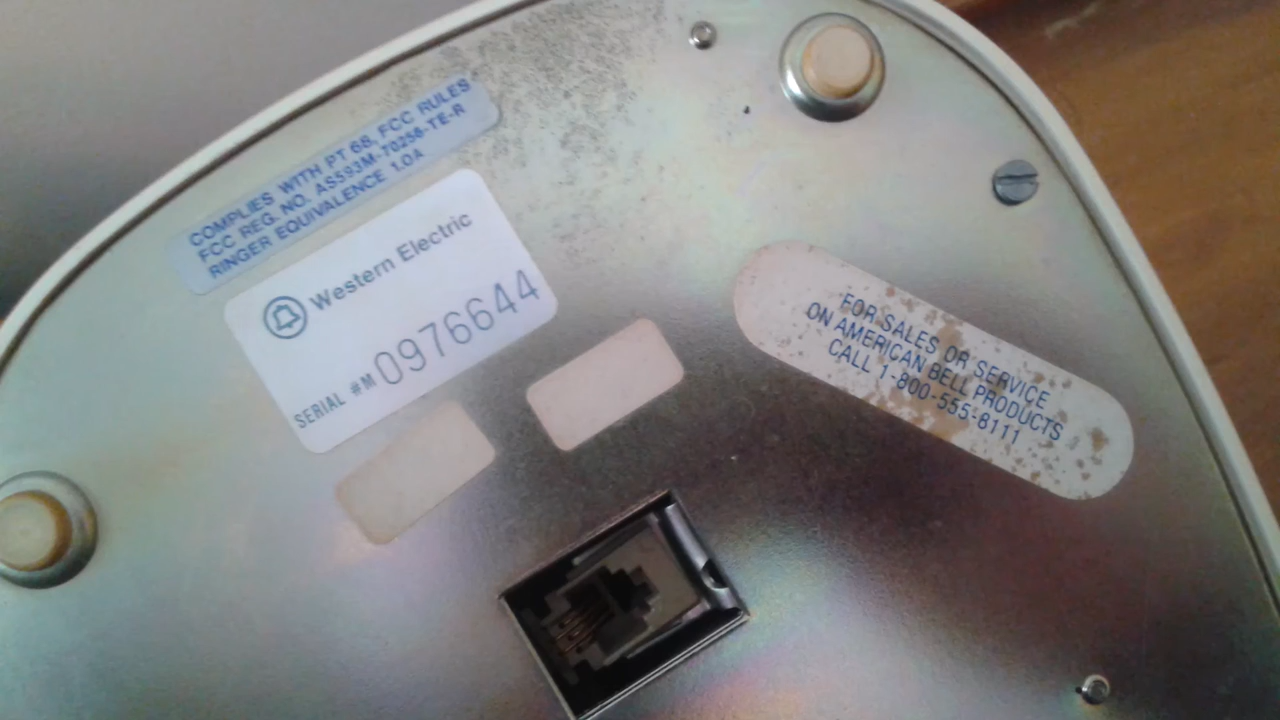 COMPLIES WITH PT 68, FCC RULES
FCC REG. NO. AS593M-70256-TE-R
RINGER EQUIVALENCE 1.0A
Western Electric
SERIAL #M 0976644
FOR SALES OR SERVICE
ON AMERICAN BELL PRODUCTS
CALL 1-800-555-8111